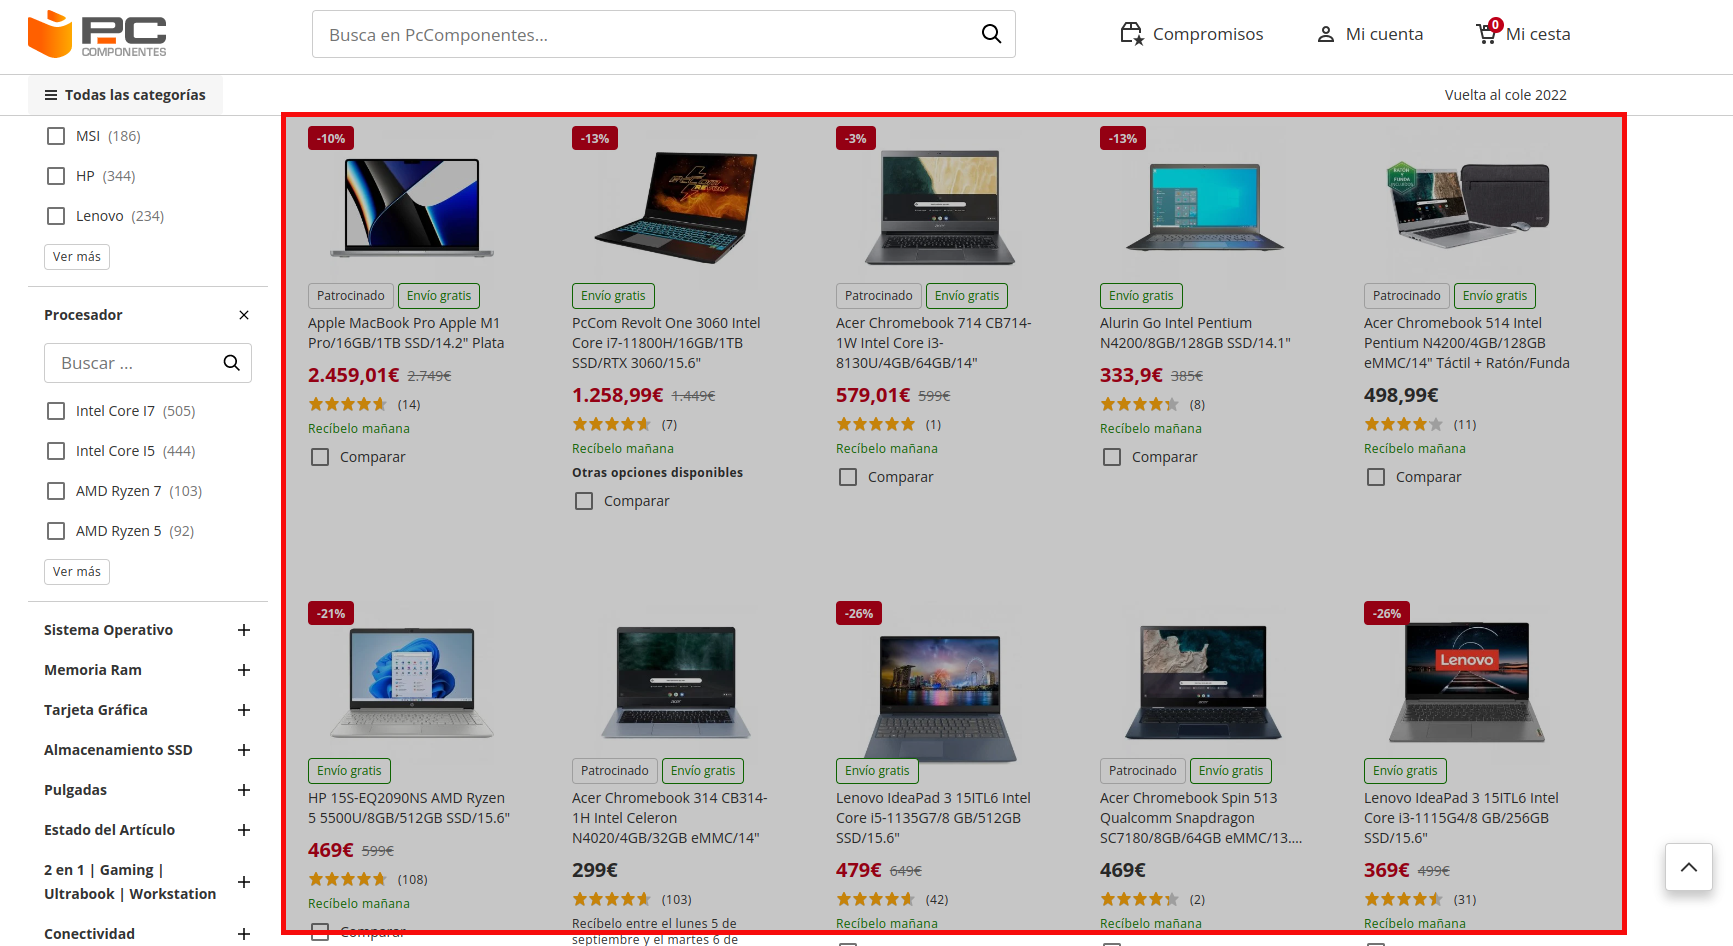 PC COMPONENTES
Busca en PcComponentes...
Compromisos
Mi cuenta
0
Mi cesta
Todas las categorías
Vuelta al cole 2022
MSI (186)
HP (344)
Lenovo (234)
Ver más
Procesador
Buscar ...
Intel Core I7 (505)
Intel Core I5 (444)
AMD Ryzen 7 (103)
AMD Ryzen 5 (92)
Ver más
Sistema Operativo
Memoria Ram
Tarjeta Gráfica
Almacenamiento SSD
Pulgadas
Estado del Artículo
2 en 1 | Gaming |
Ultrabook | Workstation
Conectividad
-10%
Patrocinado
Envío gratis
Apple MacBook Pro Apple M1
Pro/16GB/1TB SSD/14.2" Plata
2.459,01€ 2.749€
(14)
Recíbelo mañana
Comparar
-13%
Envío gratis
PcCom Revolt One 3060 Intel
Core i7-11800H/16GB/1TB
SSD/RTX 3060/15.6"
1.258,99€ 1.449€
(7)
Recíbelo mañana
Otras opciones disponibles
Comparar
-3%
Patrocinado
Envío gratis
Acer Chromebook 714 CB714-
1W Intel Core i3-
8130U/4GB/64GB/14"
579,01€ 599€
(1)
Recíbelo mañana
Comparar
-13%
Envío gratis
Alurin Go Intel Pentium
N4200/8GB/128GB SSD/14.1"
333,9€ 385€
(8)
Recíbelo mañana
Comparar
RATÓN Y
FUNDA
INCLUIDOS
Patrocinado
Envío gratis
Acer Chromebook 514 Intel
Pentium N4200/4GB/128GB
eMMC/14" Táctil + Ratón/Funda
498,99€
(11)
Recíbelo mañana
Comparar
-21%
Envío gratis
HP 15S-EQ2090NS AMD Ryzen
5 5500U/8GB/512GB SSD/15.6"
469€ 599€
(108)
Recíbelo mañana
Comparar
Patrocinado
Envío gratis
Acer Chromebook 314 CB314-
1H Intel Celeron
N4020/4GB/32GB eMMC/14"
299€
(103)
Recíbelo entre el lunes 5 de
septiembre y el martes 6 de
-26%
Envío gratis
Lenovo IdeaPad 3 15ITL6 Intel
Core i5-1135G7/8 GB/512GB
SSD/15.6"
479€ 649€
(42)
Recíbelo mañana
Patrocinado
Envío gratis
Acer Chromebook Spin 513
Qualcomm Snapdragon
SC7180/8GB/64GB eMMC/13....
469€
(2)
Recíbelo mañana
-26%
Lenovo
Envío gratis
Lenovo IdeaPad 3 15ITL6 Intel
Core i3-1115G4/8 GB/256GB
SSD/15.6"
369€ 499€
(31)
Recíbelo mañana